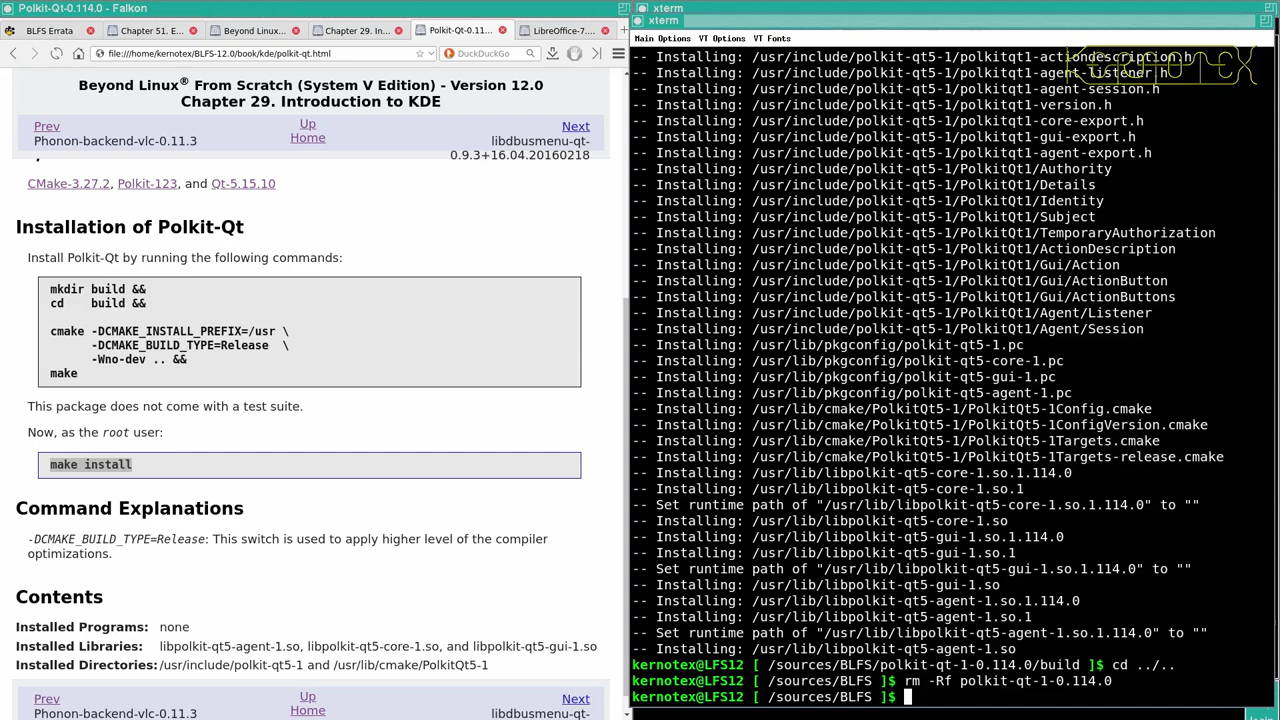 Polkit-Qt-0.114.0 - Falkon
BLFS Errata
Chapter 51. E...
Beyond Linux...
Chapter 29. In...
Polkit-Qt-0.11...
LibreOffice-7....
file:///home/kernotex/BLFS-12.0/book/kde/polkit-qt.html
DuckDuckGo
Beyond Linux® From Scratch (System V Edition) - Version 12.0
Chapter 29. Introduction to KDE
Prev
Up
Next
Phonon-backend-vlc-0.11.3
Home
libdbusmenu-qt-
0.9.3+16.04.20160218
CMake-3.27.2, Polkit-123, and Qt-5.15.10
Installation of Polkit-Qt
Install Polkit-Qt by running the following commands:
mkdir build &&
cd    build &&
cmake -DCMAKE_INSTALL_PREFIX=/usr \
-DCMAKE_BUILD_TYPE=Release  \
-Wno-dev .. &&
make
This package does not come with a test suite.
Now, as the root user:
make install
Command Explanations
-DCMAKE_BUILD_TYPE=Release: This switch is used to apply higher level of the compiler
optimizations.
Contents
Installed Programs: none
Installed Libraries: libpolkit-qt5-agent-1.so, libpolkit-qt5-core-1.so, and libpolkit-qt5-gui-1.so
Installed Directories: /usr/include/polkit-qt5-1 and /usr/lib/cmake/PolkitQt5-1
Prev
Up
Next
Phonon-backend-vlc-0.11.3
Home
libdbusmenu-qt-
xterm
xterm
Main Options  VT Options  VT Fonts
-- Installing: /usr/include/polkit-qt5-1/polkitqt1-actiondescription.h
-- Installing: /usr/include/polkit-qt5-1/polkitqt1-agent-listener.h
-- Installing: /usr/include/polkit-qt5-1/polkitqt1-agent-session.h
-- Installing: /usr/include/polkit-qt5-1/polkitqt1-version.h
-- Installing: /usr/include/polkit-qt5-1/polkitqt1-core-export.h
-- Installing: /usr/include/polkit-qt5-1/polkitqt1-gui-export.h
-- Installing: /usr/include/polkit-qt5-1/polkitqt1-agent-export.h
-- Installing: /usr/include/polkit-qt5-1/PolkitQt1/Authority
-- Installing: /usr/include/polkit-qt5-1/PolkitQt1/Details
-- Installing: /usr/include/polkit-qt5-1/PolkitQt1/Identity
-- Installing: /usr/include/polkit-qt5-1/PolkitQt1/Subject
-- Installing: /usr/include/polkit-qt5-1/PolkitQt1/TemporaryAuthorization
-- Installing: /usr/include/polkit-qt5-1/PolkitQt1/ActionDescription
-- Installing: /usr/include/polkit-qt5-1/PolkitQt1/Gui/Action
-- Installing: /usr/include/polkit-qt5-1/PolkitQt1/Gui/ActionButton
-- Installing: /usr/include/polkit-qt5-1/PolkitQt1/Gui/ActionButtons
-- Installing: /usr/include/polkit-qt5-1/PolkitQt1/Agent/Listener
-- Installing: /usr/include/polkit-qt5-1/PolkitQt1/Agent/Session
-- Installing: /usr/lib/pkgconfig/polkit-qt5-1.pc
-- Installing: /usr/lib/pkgconfig/polkit-qt5-core-1.pc
-- Installing: /usr/lib/pkgconfig/polkit-qt5-gui-1.pc
-- Installing: /usr/lib/pkgconfig/polkit-qt5-agent-1.pc
-- Installing: /usr/lib/cmake/PolkitQt5-1/PolkitQt5-1Config.cmake
-- Installing: /usr/lib/cmake/PolkitQt5-1/PolkitQt5-1ConfigVersion.cmake
-- Installing: /usr/lib/cmake/PolkitQt5-1/PolkitQt5-1Targets.cmake
-- Installing: /usr/lib/cmake/PolkitQt5-1/PolkitQt5-1Targets-release.cmake
-- Installing: /usr/lib/libpolkit-qt5-core-1.so.1.114.0
-- Installing: /usr/lib/libpolkit-qt5-core-1.so.1
-- Set runtime path of "/usr/lib/libpolkit-qt5-core-1.so.1.114.0" to ""
-- Installing: /usr/lib/libpolkit-qt5-core-1.so
-- Installing: /usr/lib/libpolkit-qt5-gui-1.so.1.114.0
-- Installing: /usr/lib/libpolkit-qt5-gui-1.so.1
-- Set runtime path of "/usr/lib/libpolkit-qt5-gui-1.so.1.114.0" to ""
-- Installing: /usr/lib/libpolkit-qt5-gui-1.so
-- Installing: /usr/lib/libpolkit-qt5-agent-1.so.1.114.0
-- Installing: /usr/lib/libpolkit-qt5-agent-1.so.1
-- Set runtime path of "/usr/lib/libpolkit-qt5-agent-1.so.1.114.0" to ""
-- Installing: /usr/lib/libpolkit-qt5-agent-1.so
kernotex@LFS12 [ /sources/BLFS/polkit-qt-1-0.114.0/build ]$ cd ../..
kernotex@LFS12 [ /sources/BLFS ]$ rm -Rf polkit-qt-1-0.114.0
kernotex@LFS12 [ /sources/BLFS ]$
KERNOTEX